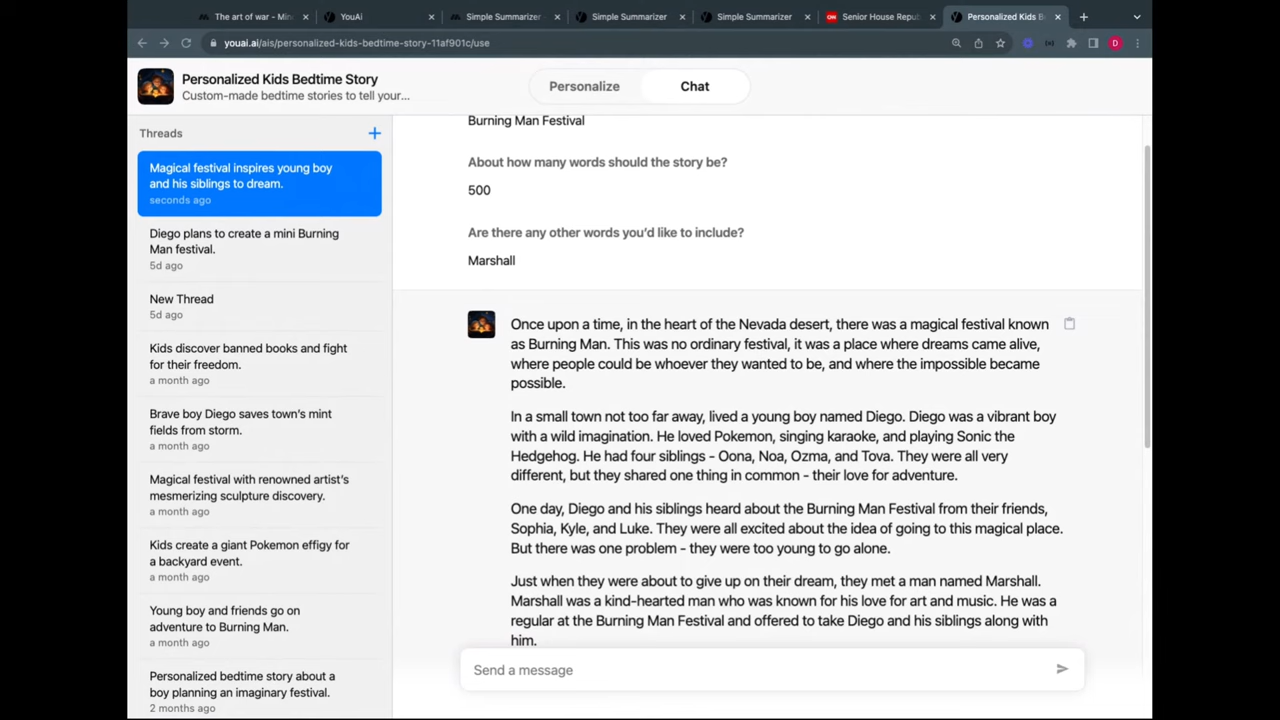 The art of war - Min
YouAi
Simple Summarizer
Simple Summarizer
Simple Summarizer
Senior House Repub
Personalized Kids B
youai.ai/ais/personalized-kids-bedtime-story-11af901c/use
D
Personalized Kids Bedtime Story
Custom-made bedtime stories to tell your...
Personalize
Chat
Threads
Magical festival inspires young boy
and his siblings to dream.
seconds ago
Diego plans to create a mini Burning
Man festival.
5d ago
New Thread
5d ago
Kids discover banned books and fight
for their freedom.
a month ago
Brave boy Diego saves town's mint
fields from storm.
a month ago
Magical festival with renowned artist's
mesmerizing sculpture discovery.
a month ago
Kids create a giant Pokemon effigy for
a backyard event.
a month ago
Young boy and friends go on
adventure to Burning Man.
a month ago
Personalized bedtime story about a
boy planning an imaginary festival.
2 months ago
Burning Man Festival
About how many words should the story be?
500
Are there any other words you'd like to include?
Marshall
Once upon a time, in the heart of the Nevada desert, there was a magical festival known
as Burning Man. This was no ordinary festival, it was a place where dreams came alive,
where people could be whoever they wanted to be, and where the impossible became
possible.
In a small town not too far away, lived a young boy named Diego. Diego was a vibrant boy
with a wild imagination. He loved Pokemon, singing karaoke, and playing Sonic the
Hedgehog. He had four siblings - Oona, Noa, Ozma, and Tova. They were all very
different, but they shared one thing in common - their love for adventure.
One day, Diego and his siblings heard about the Burning Man Festival from their friends,
Sophia, Kyle, and Luke. They were all excited about the idea of going to this magical place.
But there was one problem - they were too young to go alone.
Just when they were about to give up on their dream, they met a man named Marshall.
Marshall was a kind-hearted man who was known for his love for art and music. He was a
regular at the Burning Man Festival and offered to take Diego and his siblings along with
him.
Send a message